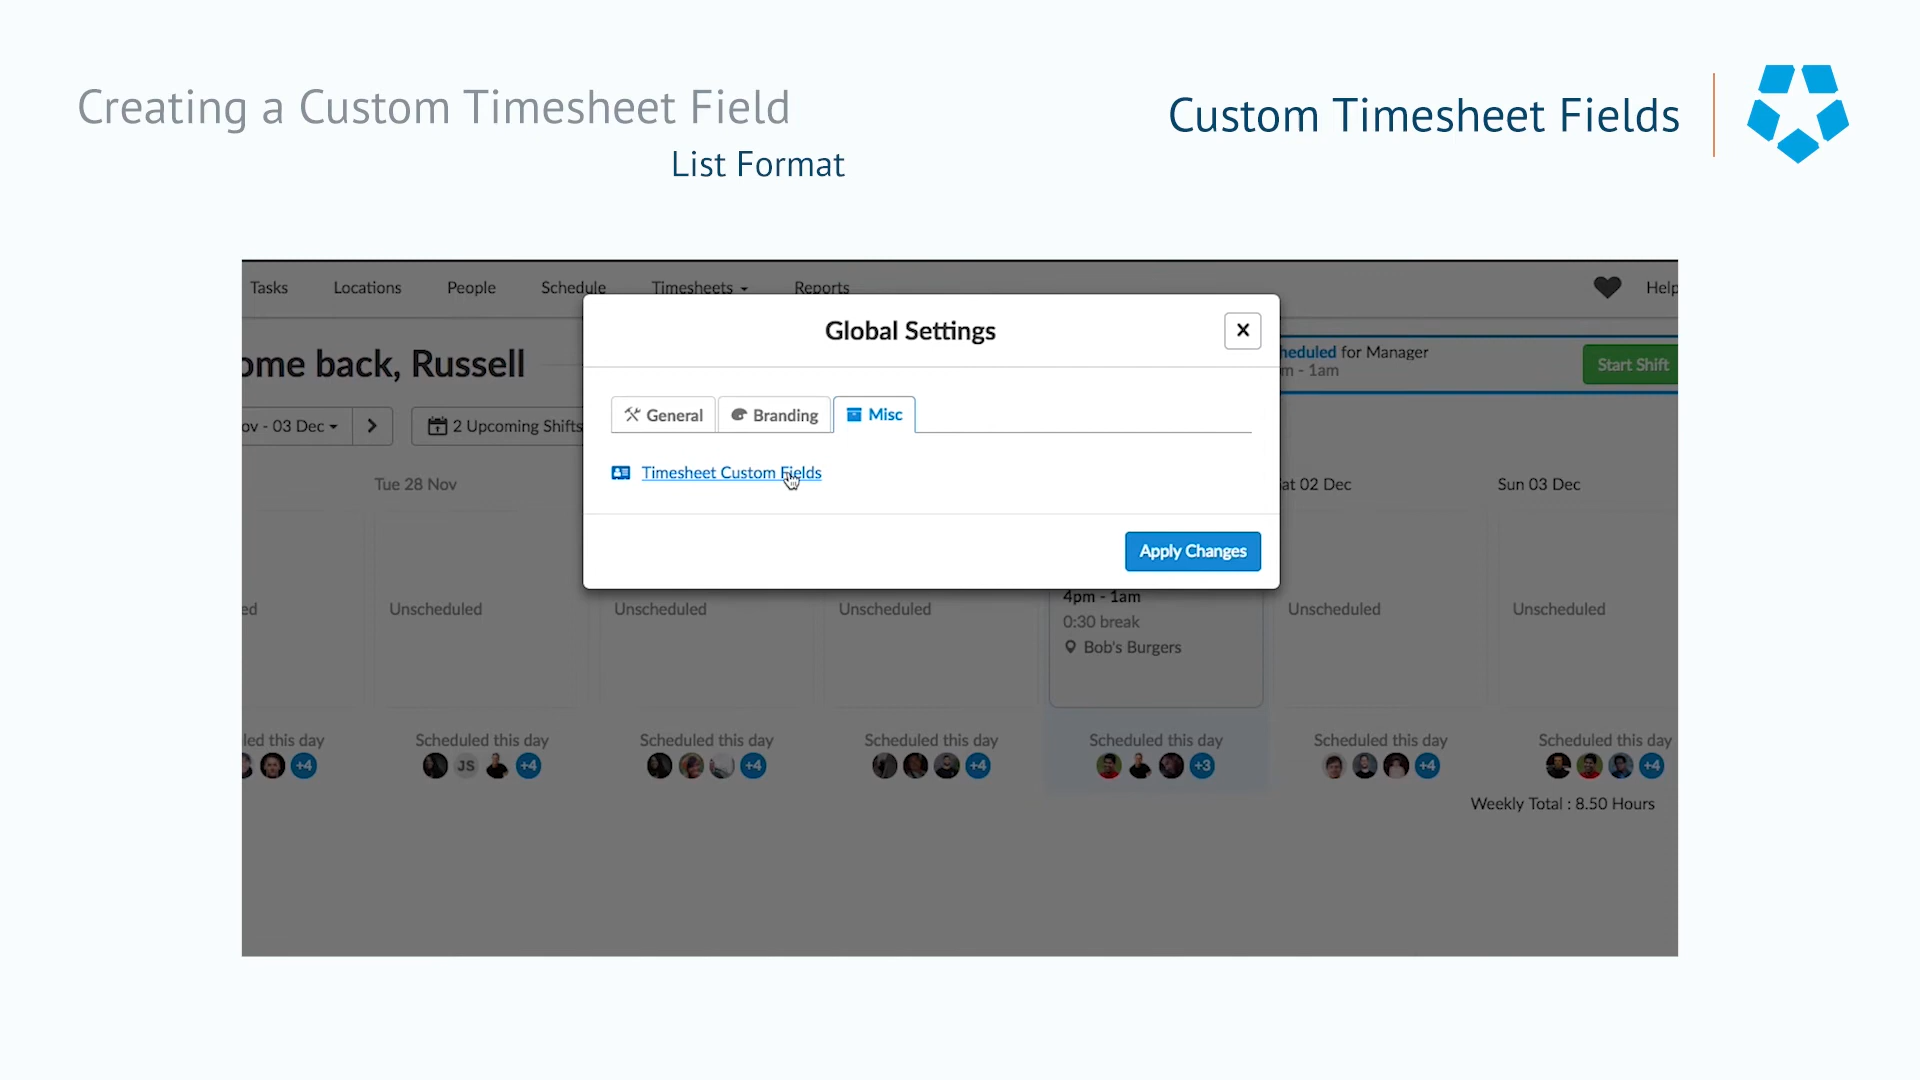 Creating a Custom Timesheet Field
List Format
Custom Timesheet Fields
Tasks Locations People Schedule Timesheets Reports Help
ome back, Russell
heduled for Manager
m - 1am
Start Shift
ov - 03 Dec
2 Upcoming Shifts
Global Settings
General Branding Misc
Timesheet Custom Fields
Apply Changes
Tue 28 Nov
at 02 Dec
Sun 03 Dec
ed
Unscheduled
Unscheduled
Unscheduled
4pm - 1am
0:30 break
Bob's Burgers
Unscheduled
Unscheduled
led this day
+4
Scheduled this day
JS +4
Scheduled this day
+4
Scheduled this day
+4
Scheduled this day
+3
Scheduled this day
+4
Scheduled this day
+4
Weekly Total : 8.50 Hours